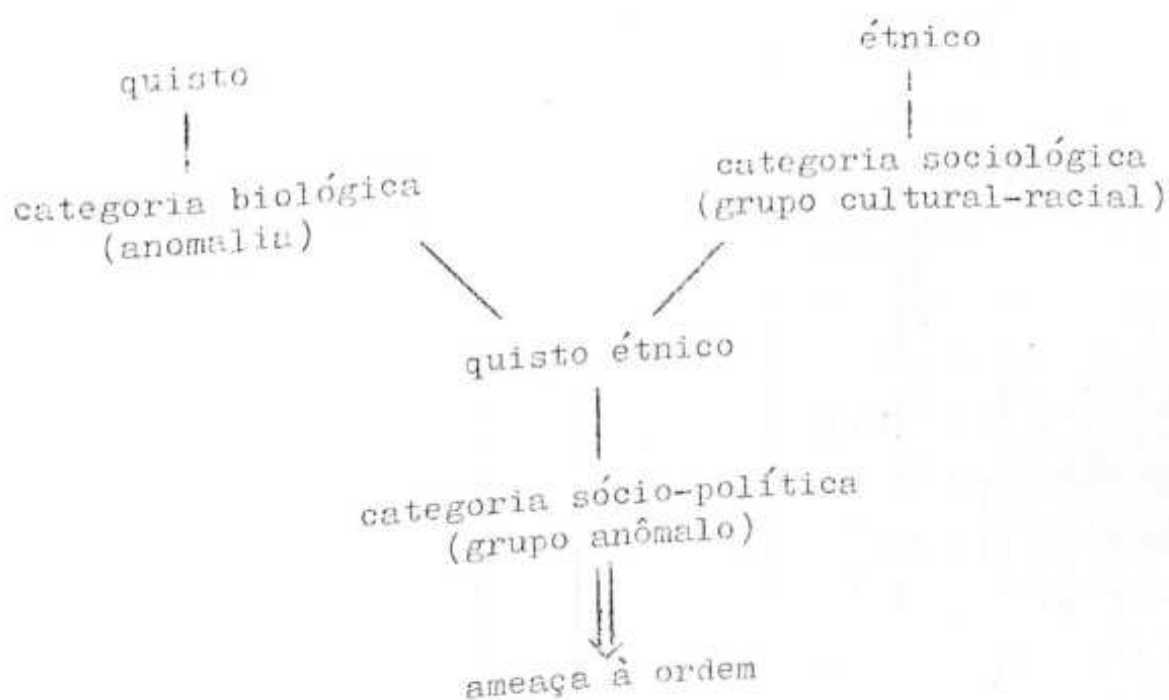 étnico
quisto
categoria sociológica
(grupo cultural-racial)
categoria biológica
(anomalia)
quisto étnico
categoria sócio-política
(grupo anômalo)
ameaça à ordem